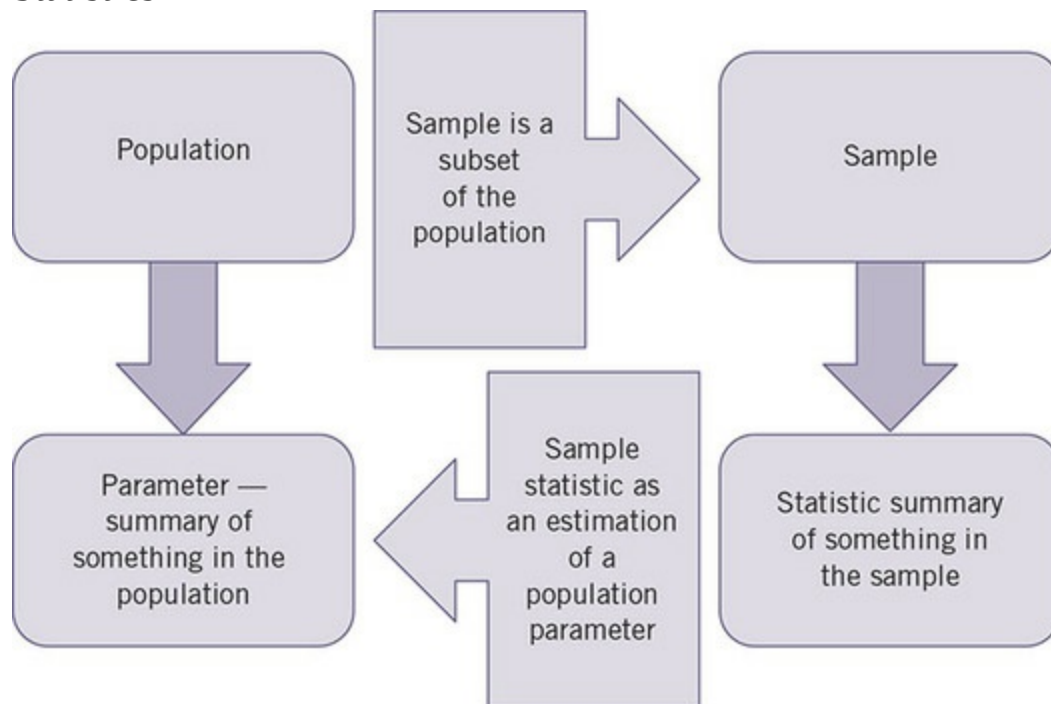 Population
Sample is a
subset
of the
population
Sample
Parameter —
summary of
something in the
population
Sample
statistic as
an estimation
of a
population
parameter
Statistic summary
of something in
the sample